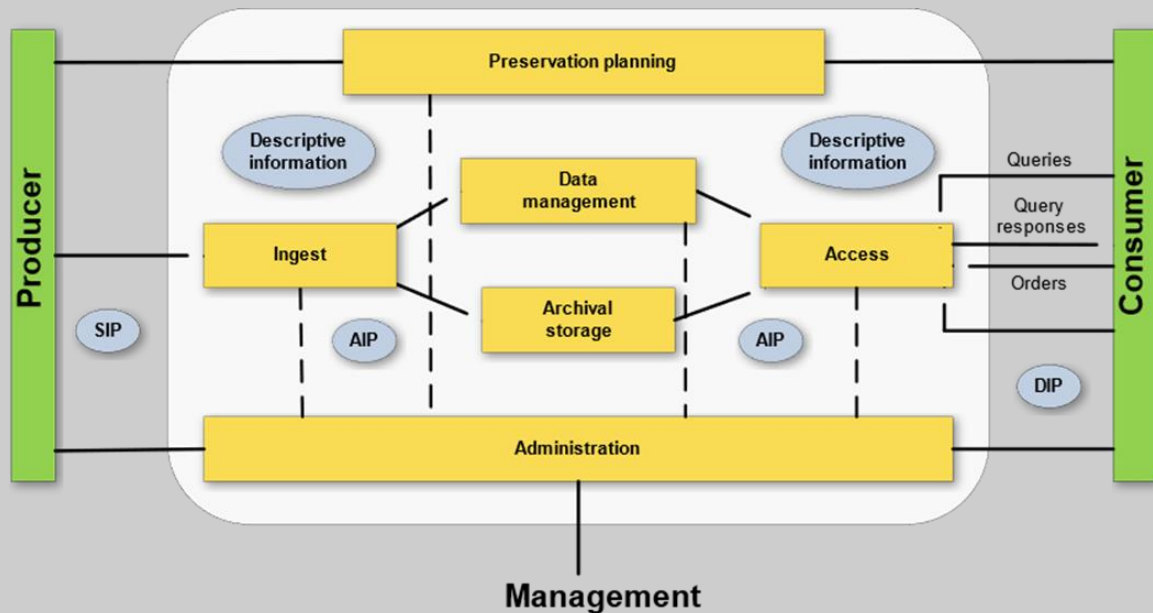 Preservation planning
Producer
Consumer
Descriptive
information
Descriptive
information
Data
management
Queries
Query
responses
Ingest
Access
Orders
Archival
storage
SIP
AIP
AIP
DIP
Administration
Management